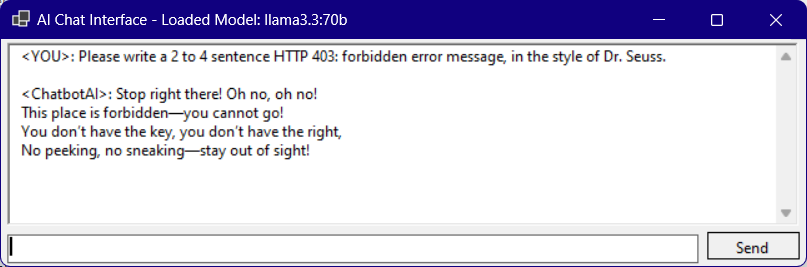 AI Chat Interface - Loaded Model: llama3.3:70b
<YOU>: Please write a 2 to 4 sentence HTTP 403: forbidden error message, in the style of Dr. Seuss.
<ChatbotAI>: Stop right there! Oh no, oh no!
This place is forbidden—you cannot go!
You don't have the key, you don't have the right,
No peeking, no sneaking—stay out of sight!
Send